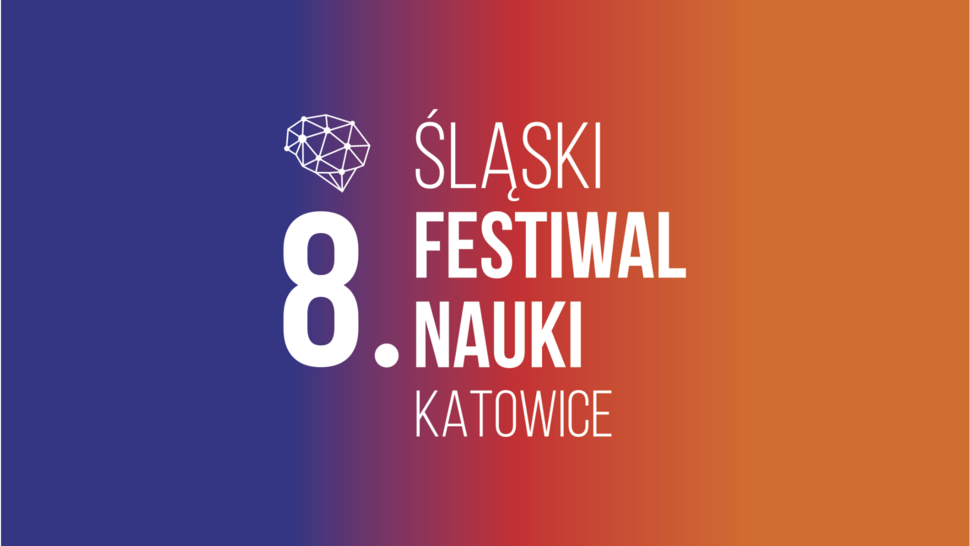 8.
ŚLĄSKI
FESTIWAL
NAUKI
KATOWICE